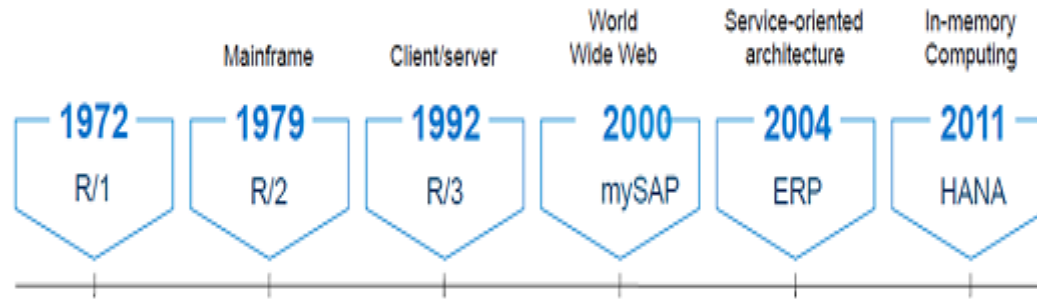 World
Wide Web
Service-oriented
architecture
In-memory
Computing
Mainframe
Client/server
1972
1979
1992
2000
2004
2011
R/1
R/2
R/3
mySAP
ERP
HANA